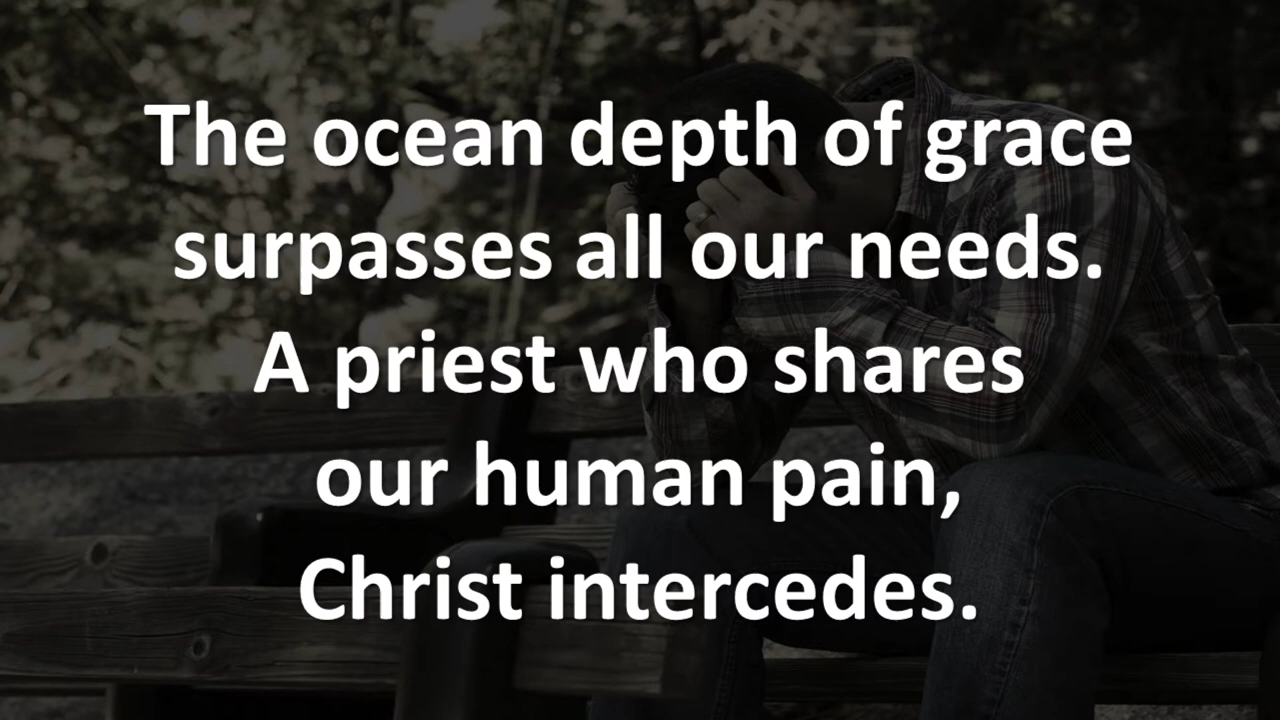 The ocean depth of grace
surpasses all our needs.
A priest who shares
our human pain,
Christ intercedes.